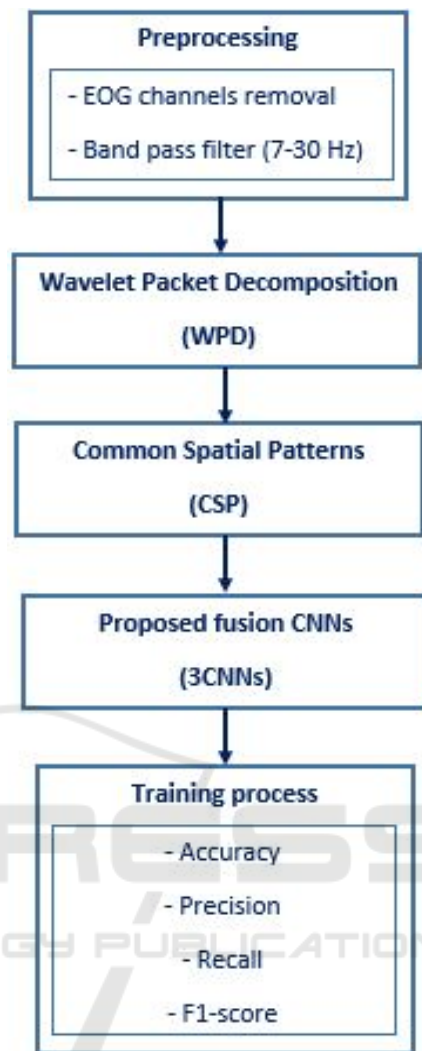 Preprocessing
- EOG channels removal
- Band pass filter (7-30 Hz)
Wavelet Packet Decomposition
(WPD)
Common Spatial Patterns
(CSP)
Proposed fusion CNNs
(3CNNs)
Training process
- Accuracy
- Precision
- Recall
- F1-score